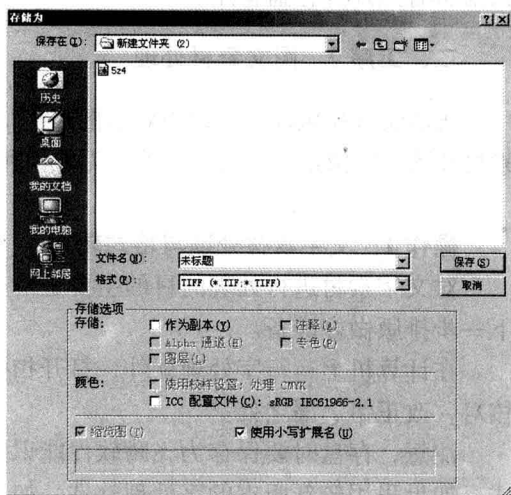 存储为
保存在(I): 新建文件夹 (2)
5z4
历史
桌面
我的文档
我的电脑
网上邻居
文件名(N): 未标题 保存(S)
格式(F): TIFF (*.TIF;*.TIFF) 取消
存储选项
存储: 作为副本(Y) 注释(N)
Alpha 通道(E) 专色(P)
图层(L)
颜色: 使用校样设置: 处理 CMYK
ICC 配置文件(C): sRGB IEC61966-2.1
缩览图(T) 使用小写扩展名(U)